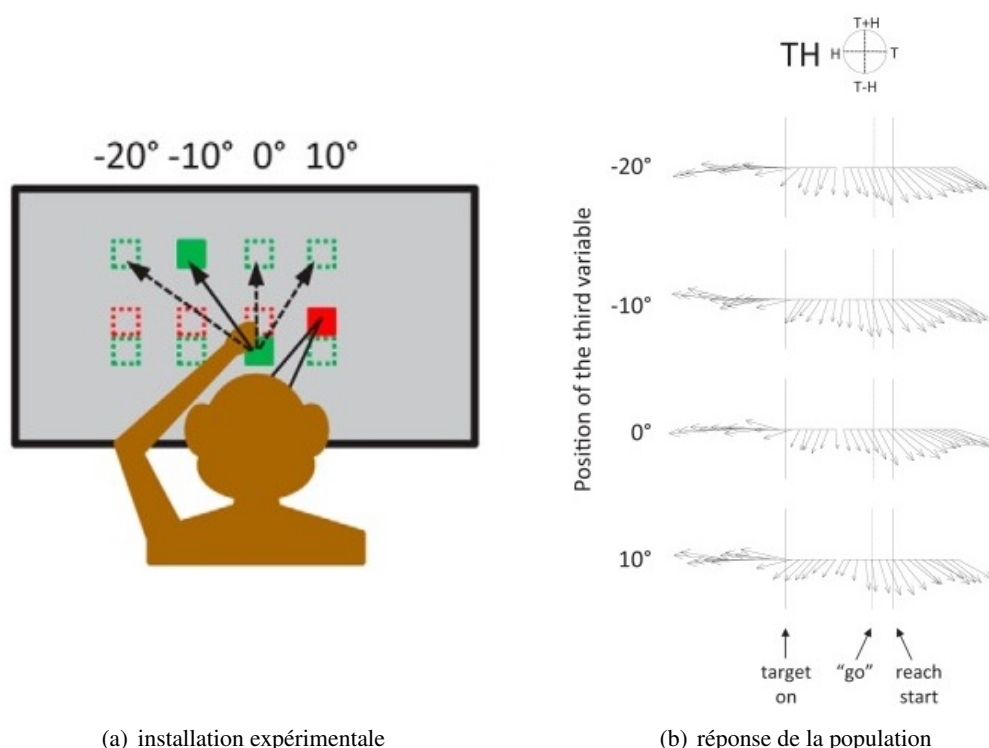 -20° -10° 0° 10°
T+H
TH H T
T-H
Position of the third variable
-20°
-10°
0°
10°
target on
"go"
reach start
(a) installation expérimentale
(b) réponse de la population